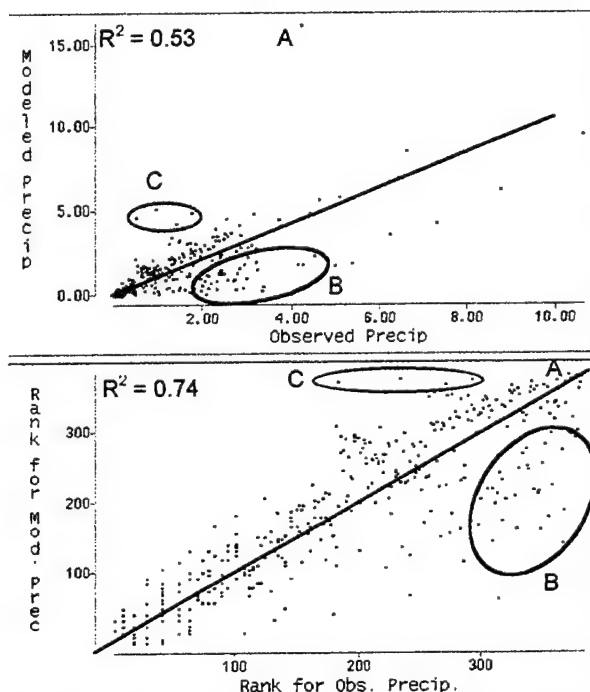 R² = 0.53
A
15.00
10.00
5.00
0.00
Modeled Precip
C
B
2.00 4.00 6.00 8.00 10.00
Observed Precip
R² = 0.74
C
A
300
200
100
Rank for Mod. prec
B
100 200 300
Rank for Obs. Precip.